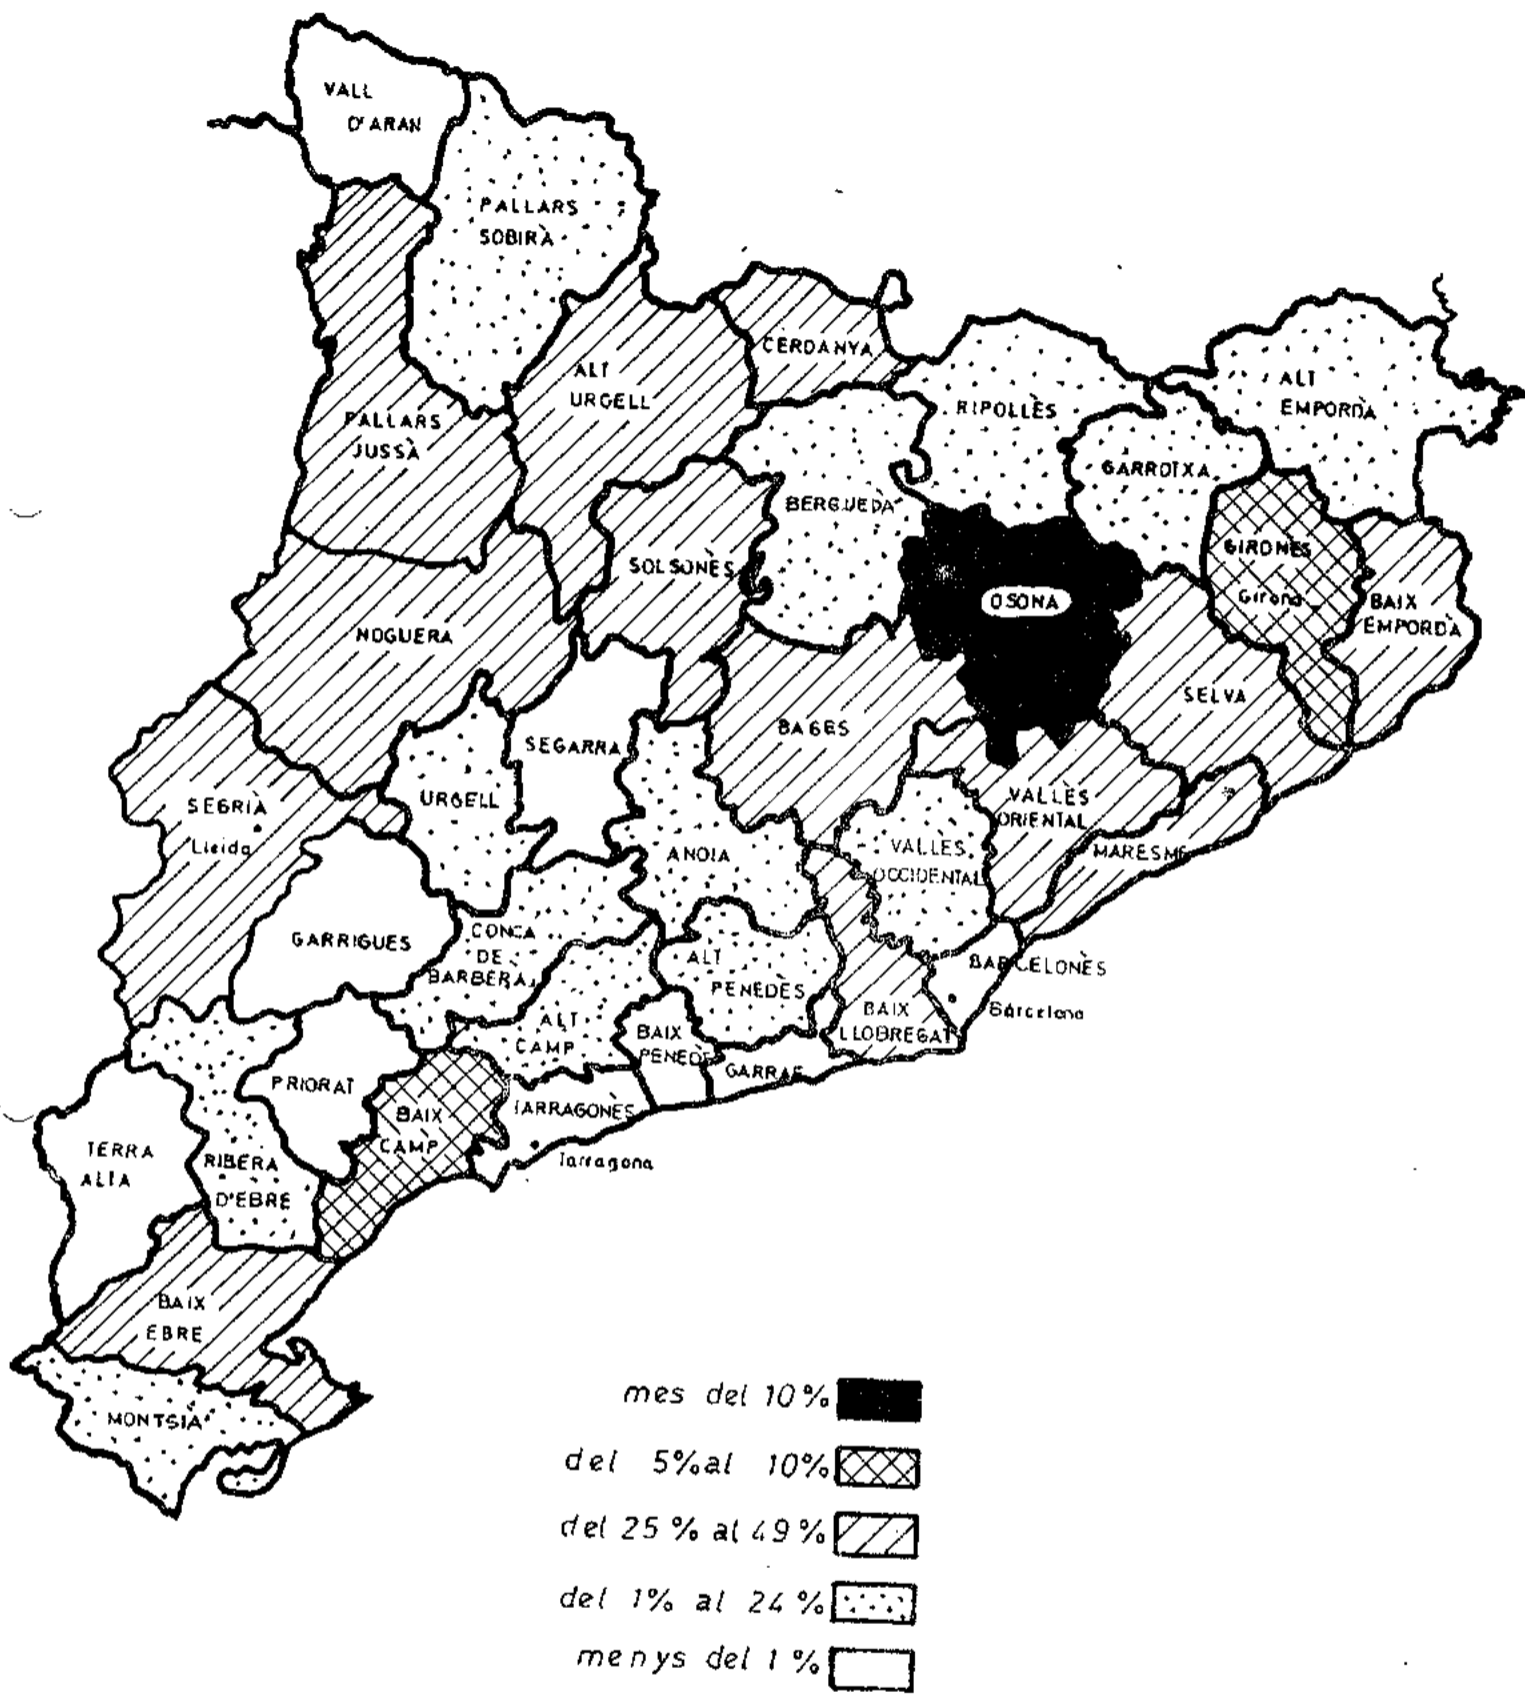 VALL
D'ARAN
PALLARS
SOBIRÀ
CERDANYA
ALT
URGELL
RIPOLLÈS
ALT
EMPORDÀ
PALLARS
JUSSÀ
GARROTXA
BERGUEDÀ
SOLSONÈS
GIRONES
Girona
OSONA
BAIX
EMPORDÀ
NOGUERA
SELVA
BAGES
SEGARRA
URGELL
SEGRIÀ
Lleida
VALLÈS
ORIENTAL
ANOIA
VALLÈS
OCCIDENTAL
MARESME
GARRIGUES
CONCA
DE
BARBERÀ
ALT
PENEDÈS
BARCELONÈS
Barcelona
BAIX
LLOBREGAT
ALT
CAMP
BAIX
PENEDÈ
GARRAF
PRIORAT
BAIX
CAMP
TARRAGONÈS
Tarragona
TERRA
ALTA
RIBERA
D'EBRE
BAIX
EBRE
MONTSIÀ
mes del 10%
del 5% al 10%
del 25% al 49%
del 1% al 24%
menys del 1%